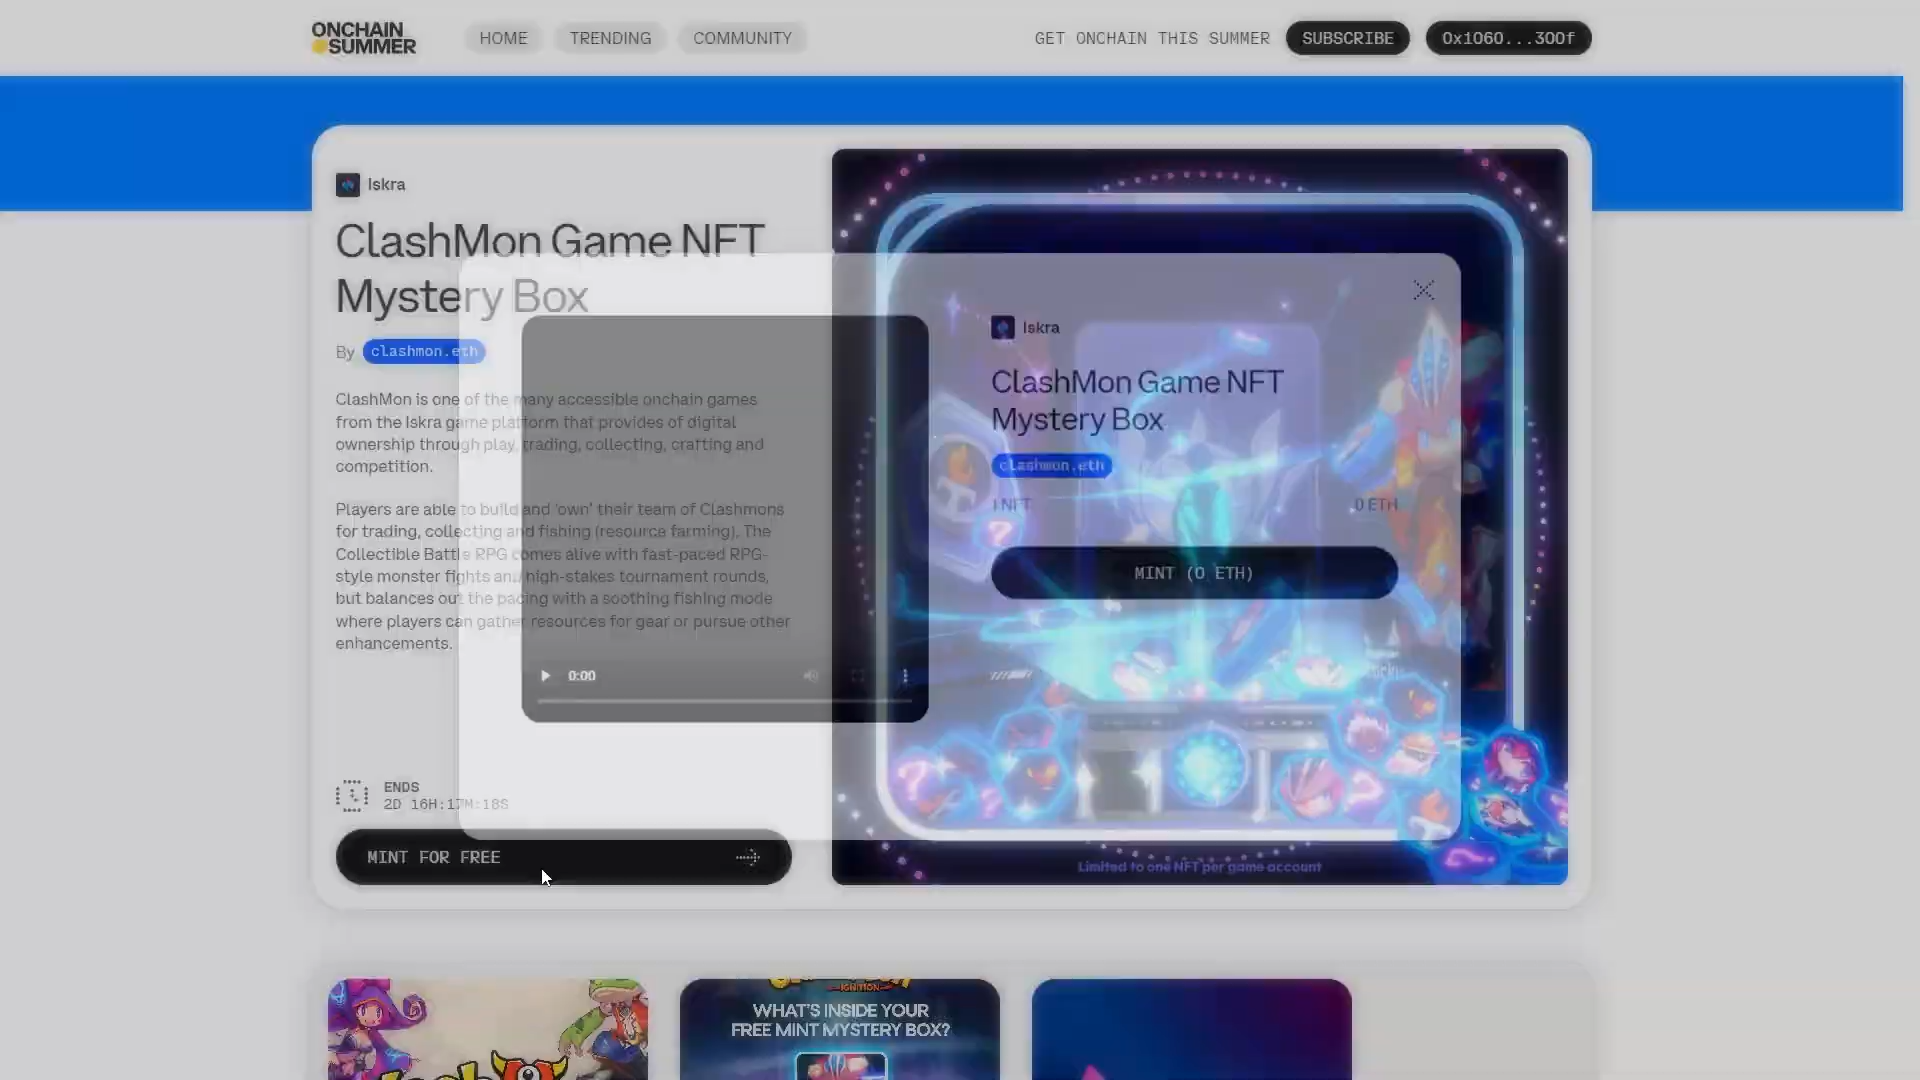 ONCHAIN
SUMMER
HOME
TRENDING
COMMUNITY
GET ONCHAIN THIS SUMMER
SUBSCRIBE
0x1060...300f
Iskra
ClashMon Game NFT
Mystery Box
By clashmon.eth
ClashMon is one of the many accessible onchain games
from the Iskra game platform that provides of digital
ownership through play, trading, collecting, crafting and
competition.
Players are able to build and 'own' their team of Clashmons
for trading, collecting and fishing (resource farming). The
Collectible Battle RPG comes alive with fast-paced RPG-
style monster fights and high-stakes tournament rounds,
but balances out the pacing with a soothing fishing mode
where players can gather resources for gear or pursue other
enhancements.
ENDS
2D 16H:17M:18S
MINT FOR FREE
0:00
Iskra
ClashMon Game NFT
Mystery Box
clashmon.eth
1 NFT
0 ETH
MINT (0 ETH)
Limited to one NFT per game account
IGNITION
WHAT'S INSIDE YOUR
FREE MINT MYSTERY BOX?